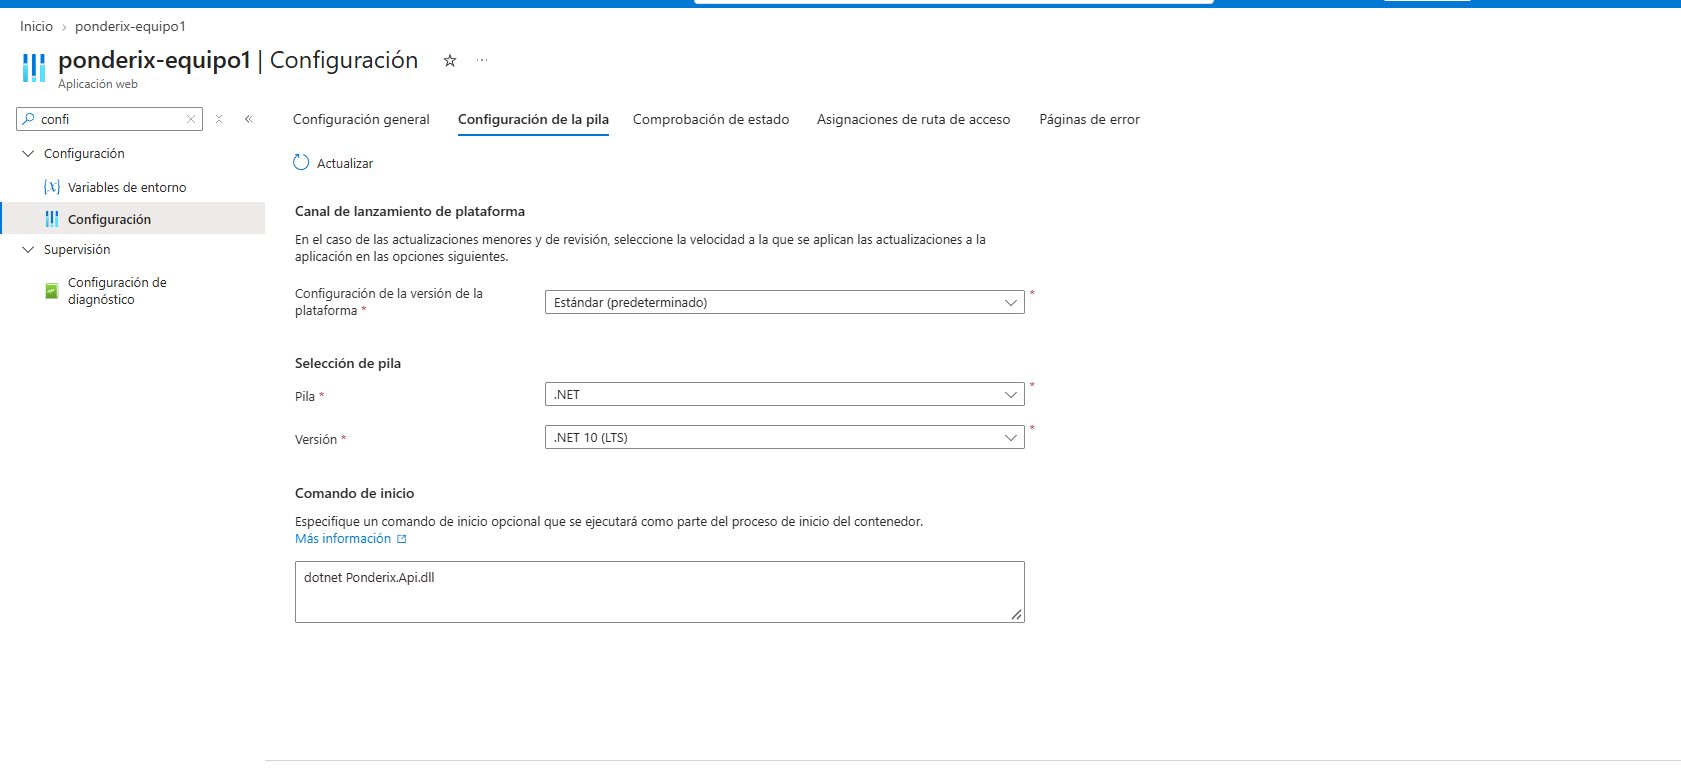 Inicio > ponderix-equipo1
ponderix-equipo1 | Configuración
Aplicación web
confi
Configuración
Variables de entorno
Configuración
Supervisión
Configuración de
diagnóstico
Configuración general
Configuración de la pila
Comprobación de estado
Asignaciones de ruta de acceso
Páginas de error
Actualizar
Canal de lanzamiento de plataforma
En el caso de las actualizaciones menores y de revisión, seleccione la velocidad a la que se aplican las actualizaciones a la
aplicación en las opciones siguientes.
Configuración de la versión de la
plataforma *
Estándar (predeterminado)
*
Selección de pila
Pila *
.NET
*
Versión *
.NET 10 (LTS)
*
Comando de inicio
Especifique un comando de inicio opcional que se ejecutará como parte del proceso de inicio del contenedor.
Más información
dotnet Ponderix.Api.dll